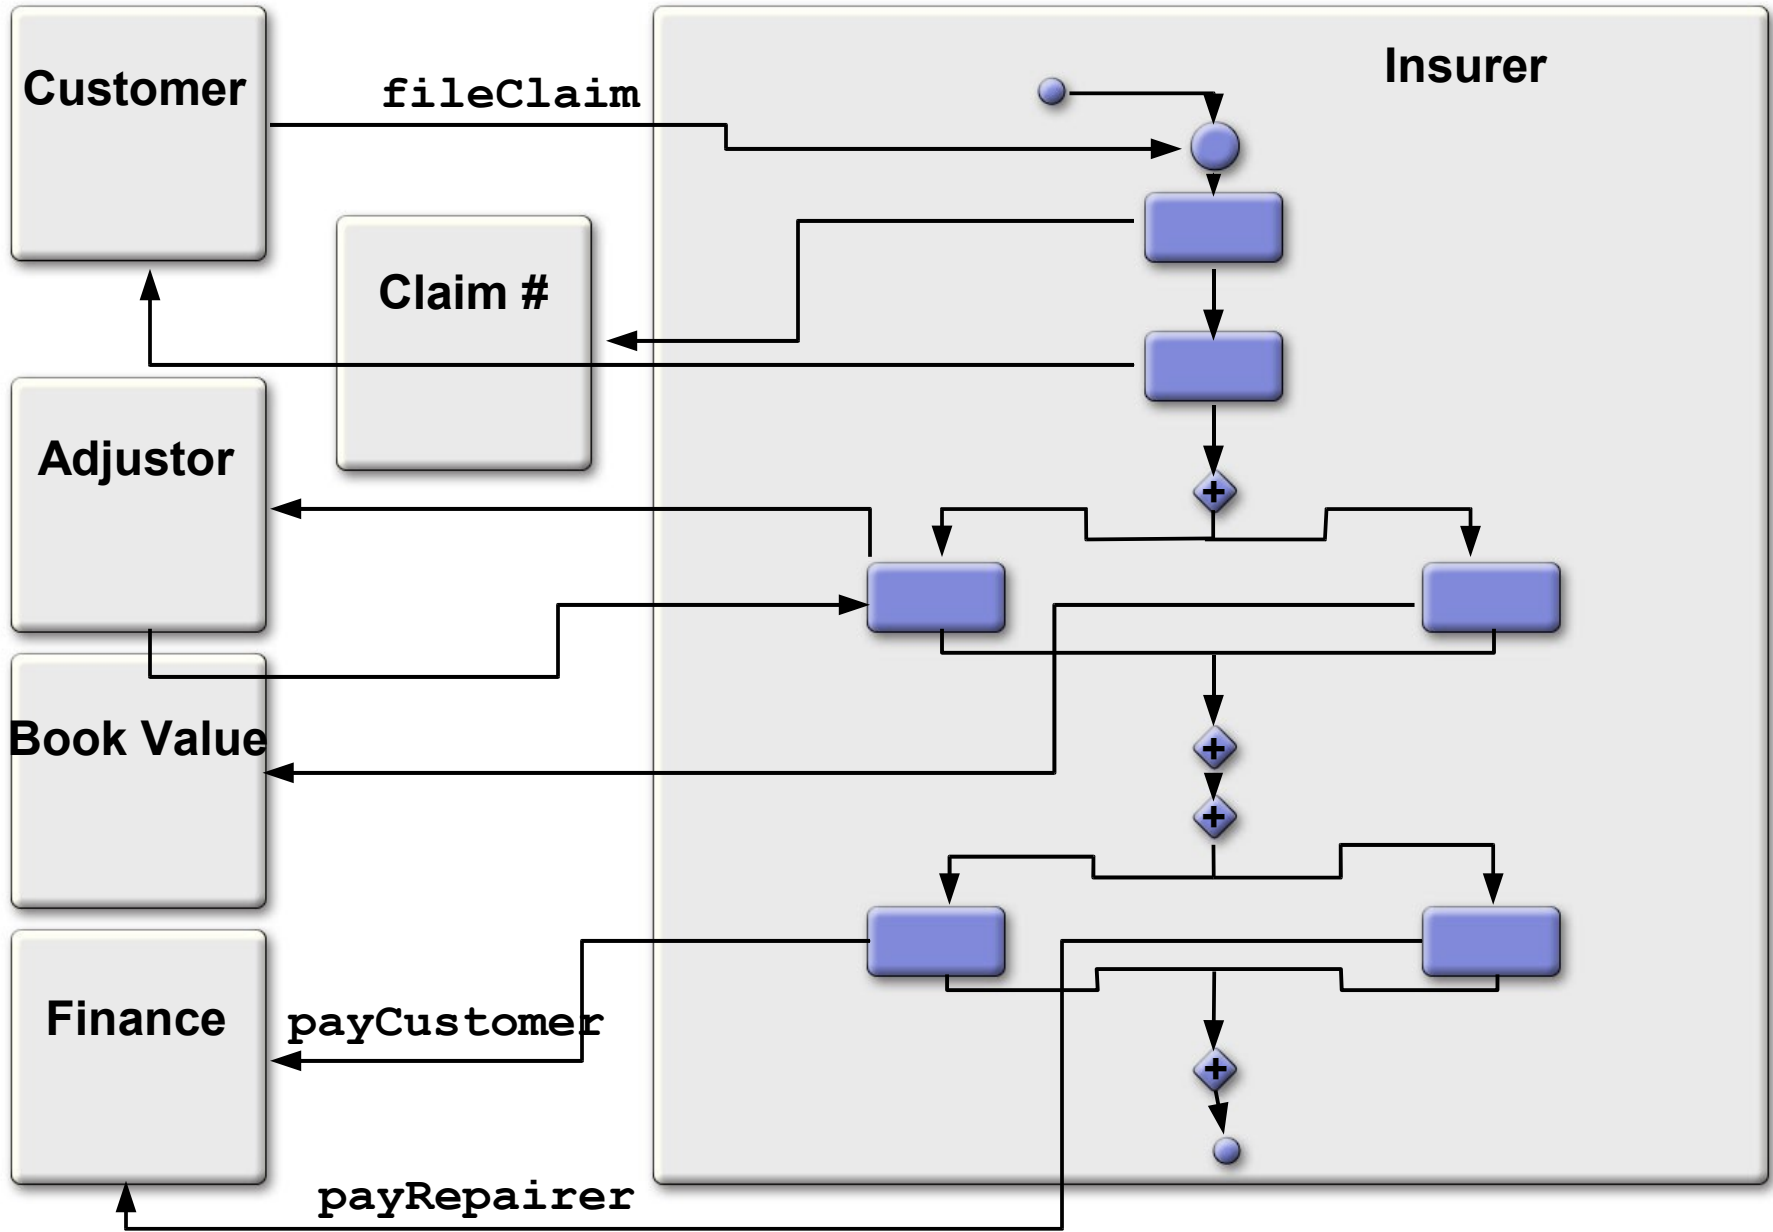 Insurer
Customer
fileClaim
Claim #
Adjustor
Book Value
Finance
payCustomer
payRepairer